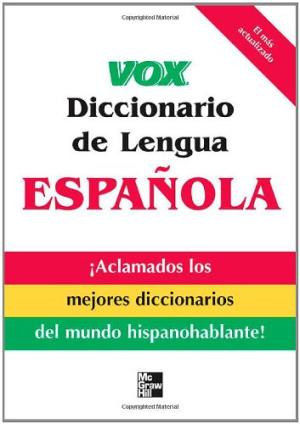 El más
actualizado
VOX
Diccionario
de Lengua
ESPAÑOLA
¡Aclamados los
mejores diccionarios
del mundo hispanohablante!
Mc
Graw
Hill